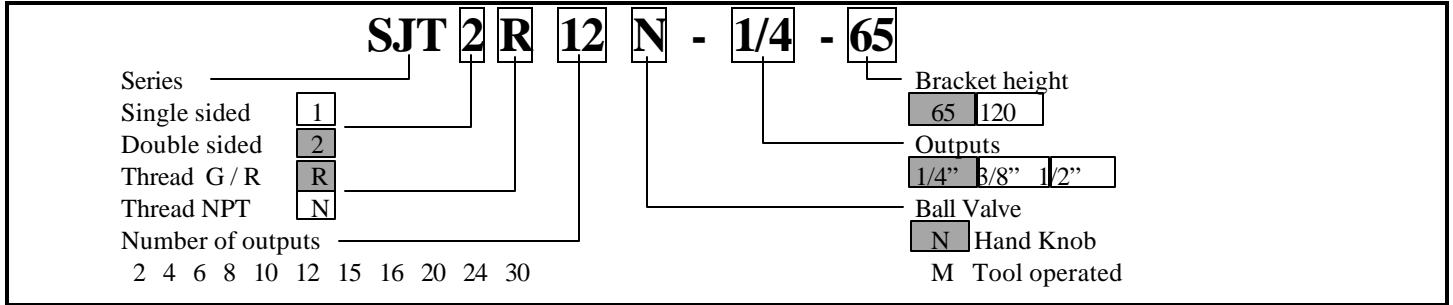 SJT 2 R 12 N - 1/4 - 65
Series
Single sided 1
Double sided 2
Thread G / R R
Thread NPT N
Number of outputs
2 4 6 8 10 12 15 16 20 24 30
Bracket height
65 120
Outputs
1/4” 3/8” 1/2”
Ball Valve
N Hand Knob
M Tool operated